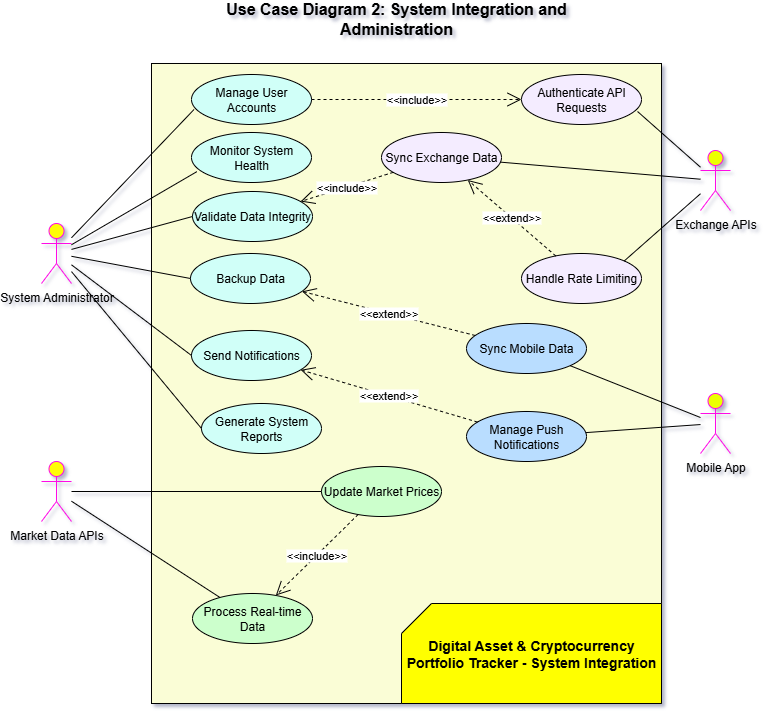 Use Case Diagram 2: System Integration and
Administration
Manage User
Accounts
<<include>>
Authenticate API
Requests
Monitor System
Health
Sync Exchange Data
<<include>>
Validate Data Integrity
<<extend>>
Exchange APIs
System Administrator
Backup Data
Handle Rate Limiting
<<extend>>
Send Notifications
Sync Mobile Data
<<extend>>
Generate System
Reports
Manage Push
Notifications
Mobile App
Update Market Prices
Market Data APIs
<<include>>
Process Real-time
Data
Digital Asset & Cryptocurrency
Portfolio Tracker - System Integration